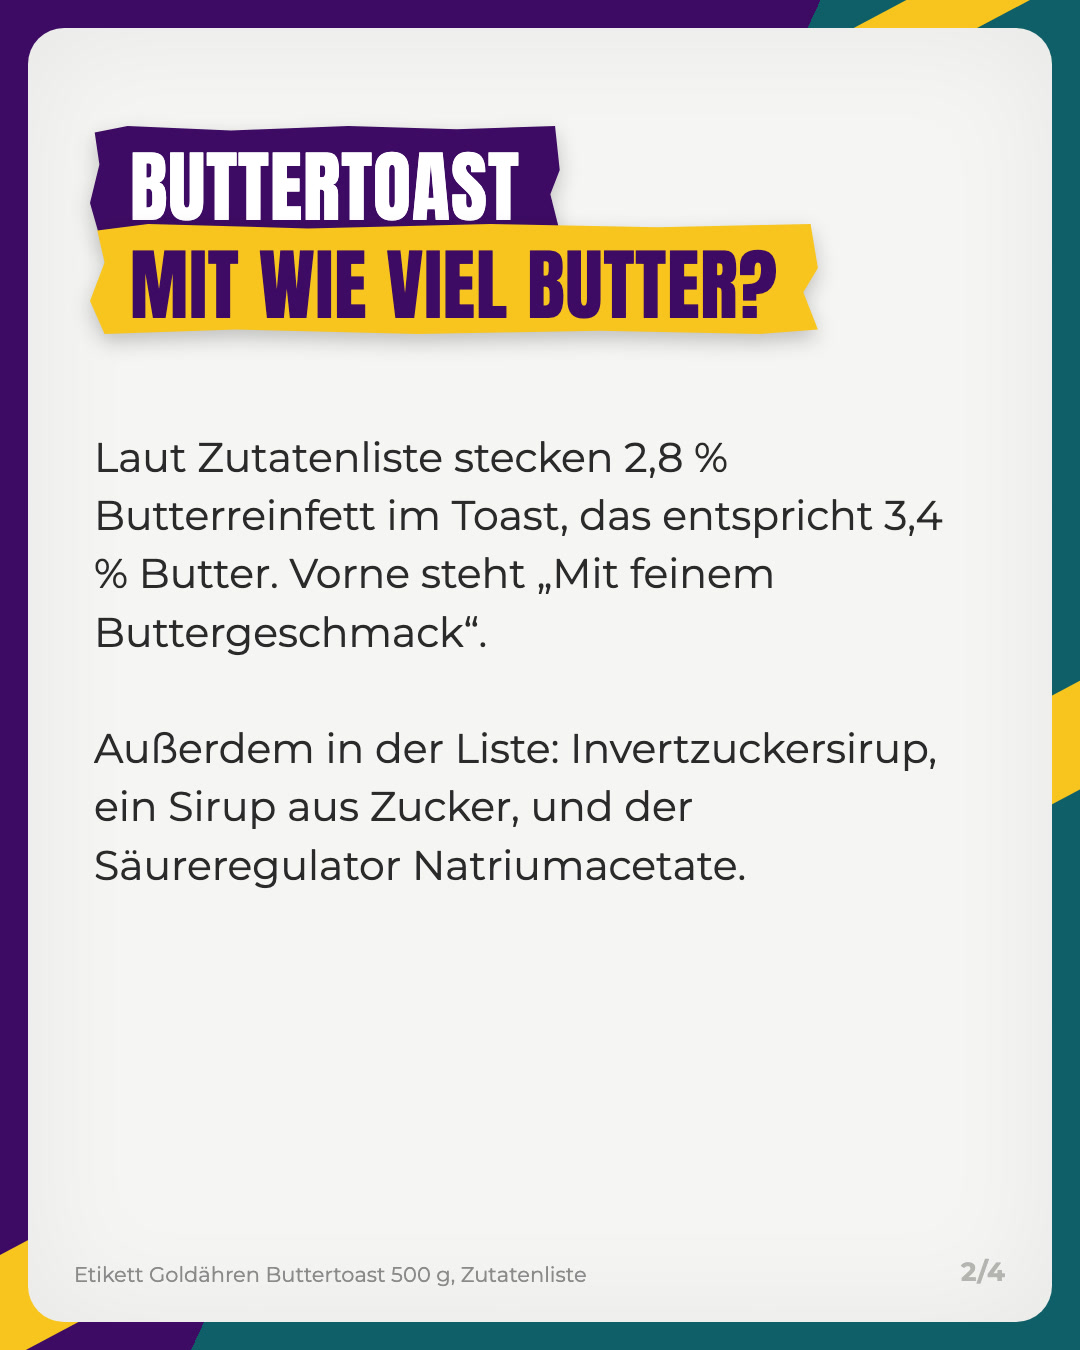 BUTTERTOAST
MIT WIE VIEL BUTTER?
Laut Zutatenliste stecken 2,8 %
Butterreinfett im Toast, das entspricht 3,4
% Butter. Vorne steht „Mit feinem
Buttergeschmack“.
Außerdem in der Liste: Invertzuckersirup,
ein Sirup aus Zucker, und der
Säureregulator Natriumacetate.
Etikett Goldähren Buttertoast 500 g, Zutatenliste
2/4